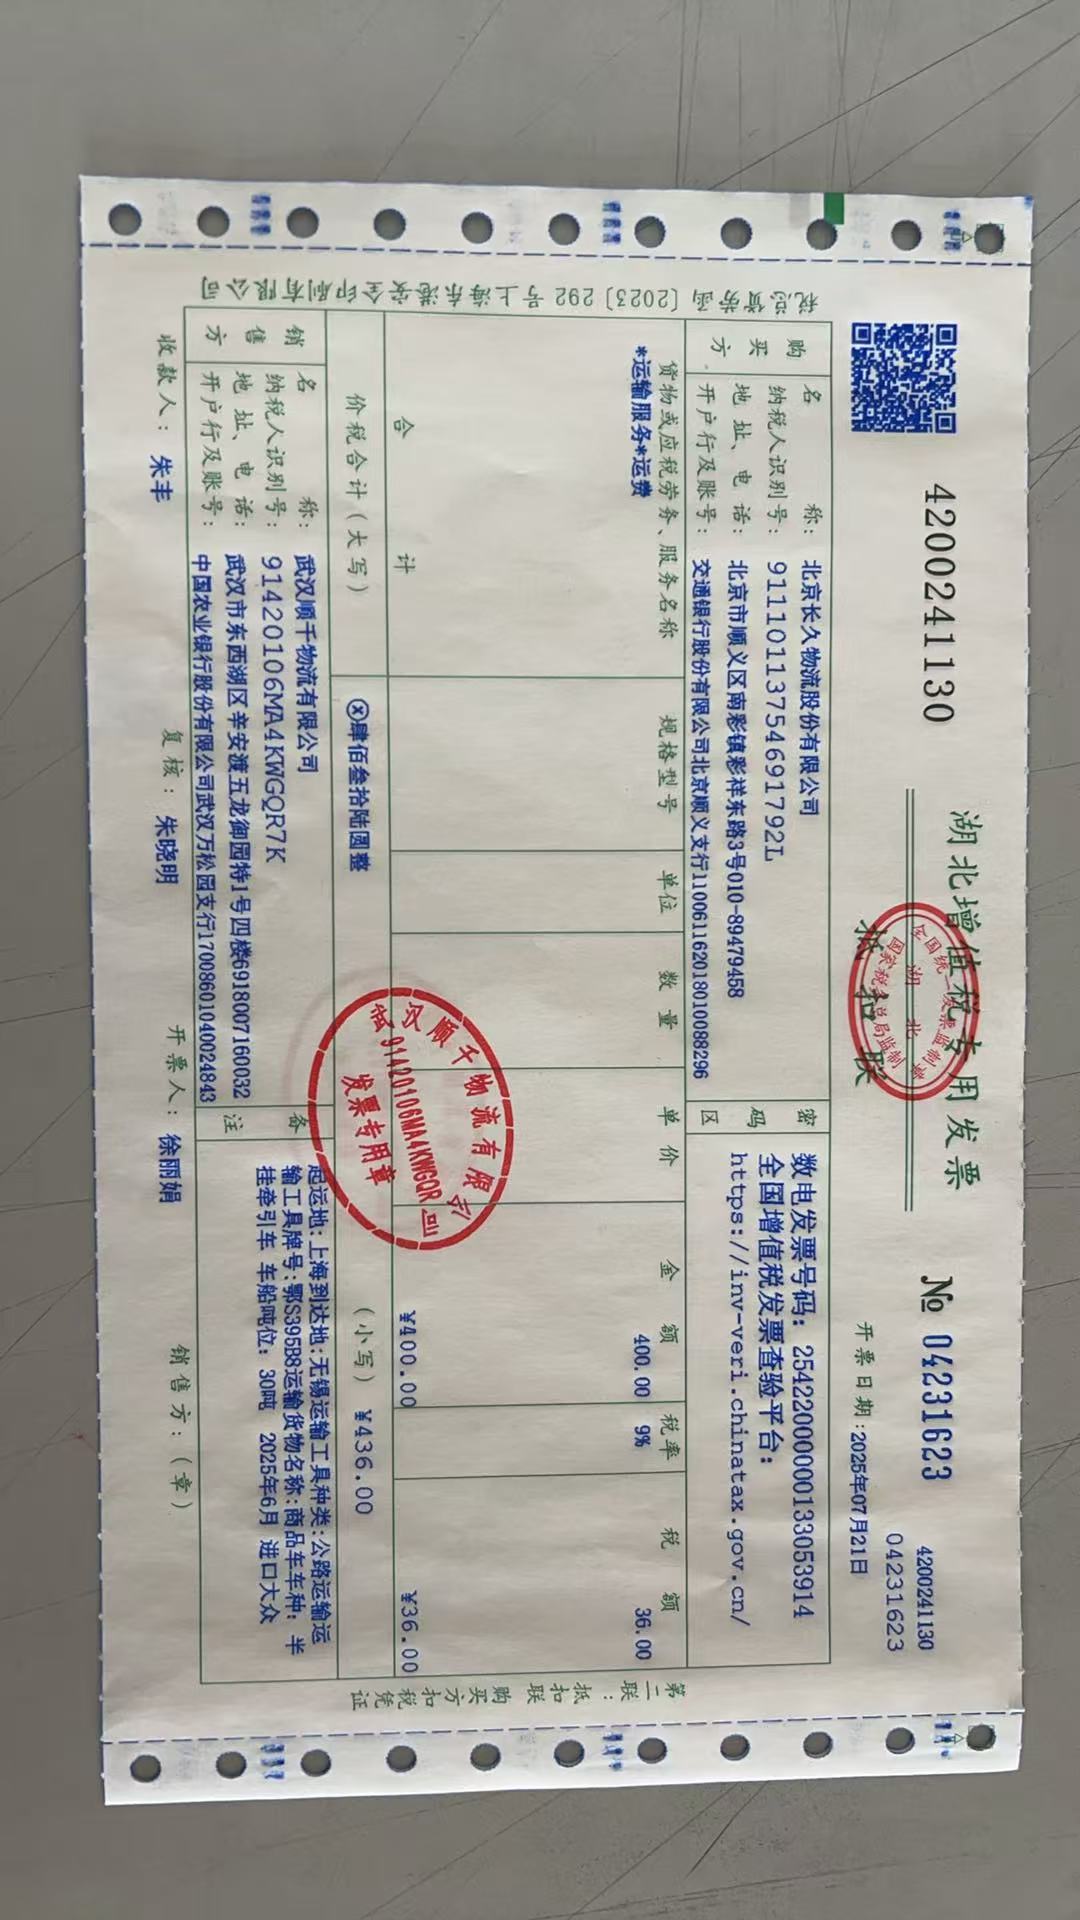 4200241130
湖北增值税专用发票
抵扣联
全国统一发票监制章
湖北
国家税务总局监制
№ 04231623
4200241130
04231623
开票日期：2025年07月21日
税总货劳函〔2023〕292号上海东港安全印刷有限公司
购买方
名称：北京长久物流股份有限公司
纳税人识别号：91110113754691792L
地址、电话：北京市顺义区南彩镇彩祥东路3号010-89479458
开户行及账号：交通银行股份有限公司北京顺义支行110061162018010088296
密码区
数电发票号码：25422000000133053914
全国增值税发票查验平台：
https://inv-veri.chinatax.gov.cn/
货物或应税劳务、服务名称 规格型号 单位 数量 单价 金额 税率 税额
*运输服务*运费 400.00 9% 36.00
合计 ¥400.00 ¥36.00
价税合计（大写） ⊗肆佰叁拾陆圆整 （小写）¥436.00
销售方
名称：武汉顺千物流有限公司
纳税人识别号：91420106MA4KWGQR7K
地址、电话：武汉市东西湖区辛安渡五龙御园特1号四楼6918007160032
开户行及账号：中国农业银行股份有限公司武汉万松园支行17008601040024843
备注
起运地：上海到达地：无锡运输工具种类：公路运输运
输工具牌号：鄂S395B8运输货物名称：商品车车种：半
挂牵引车 车船吨位：30吨 2025年6月 进口大众
武汉顺千物流有限公司
91420106MA4KWGQR
发票专用章
收款人：朱丰 复核：朱晓明 开票人：徐丽娟 销售方：（章）
第二联：抵扣联 购买方扣税凭证